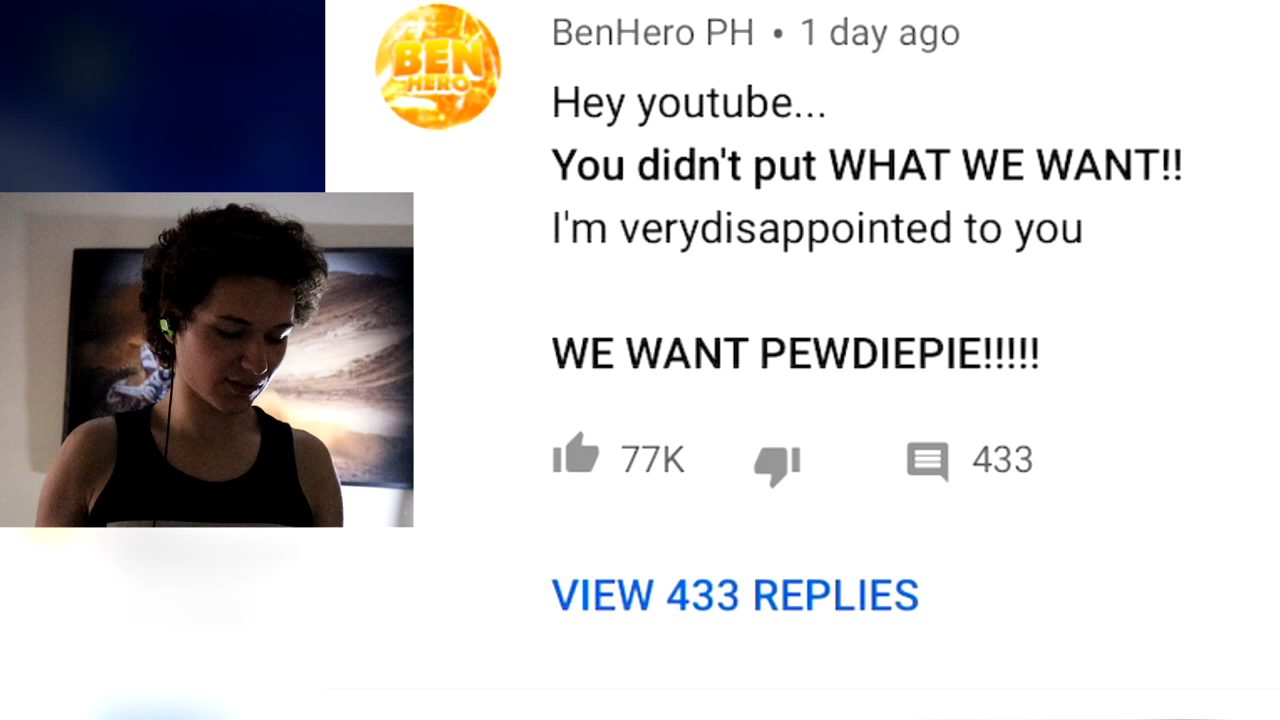 BEN
HERO
BenHero PH • 1 day ago
Hey youtube...
You didn't put WHAT WE WANT!!
I'm verydisappointed to you
WE WANT PEWDIEPIE!!!!!
77K
433
VIEW 433 REPLIES